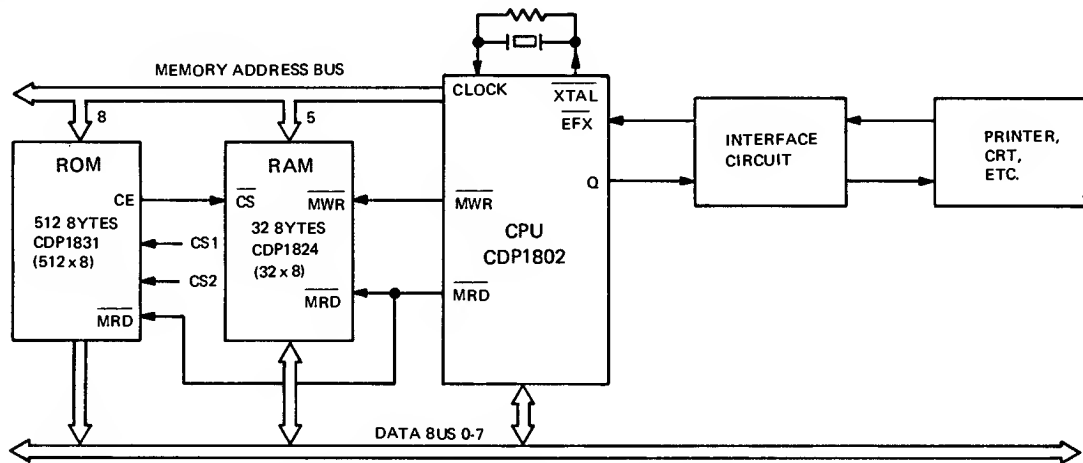 MEMORY ADDRESS BUS
8
5
ROM
CE
512 8YTES
CDP1831
(512 x 8)
CS1
CS2
MRD
RAM
CS
MWR
32 8YTES
CDP1824
(32 x 8)
MRD
CLOCK
XTAL
EFX
Q
MWR
CPU
CDP1802
MRD
INTERFACE
CIRCUIT
PRINTER,
CRT,
ETC.
DATA 8US 0-7